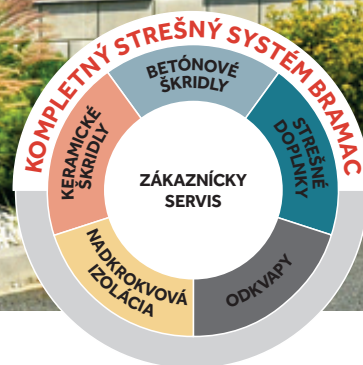 KOMPLETNÝ STREŠNÝ SYSTÉM BRAMAC
BETÓNOVÉ
ŠKRIDLY
STREŠNÉ
DOPLNKY
ODKVAPY
NADKROKVOVÁ
IZOLÁCIA
KERAMICKÉ
ŠKRIDLY
ZÁKAZNÍCKY
SERVIS